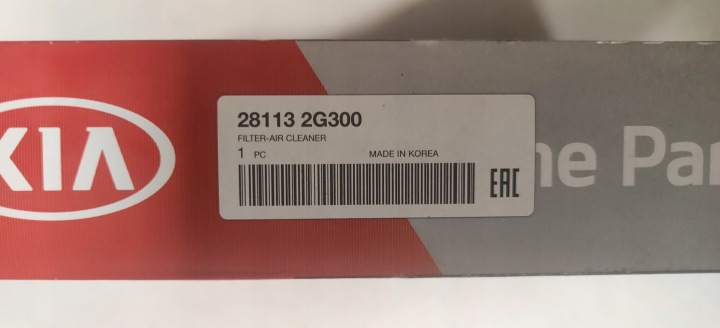 KIA
28113 2G300
FILTER-AIR CLEANER
1 PC MADE IN KOREA
EAC